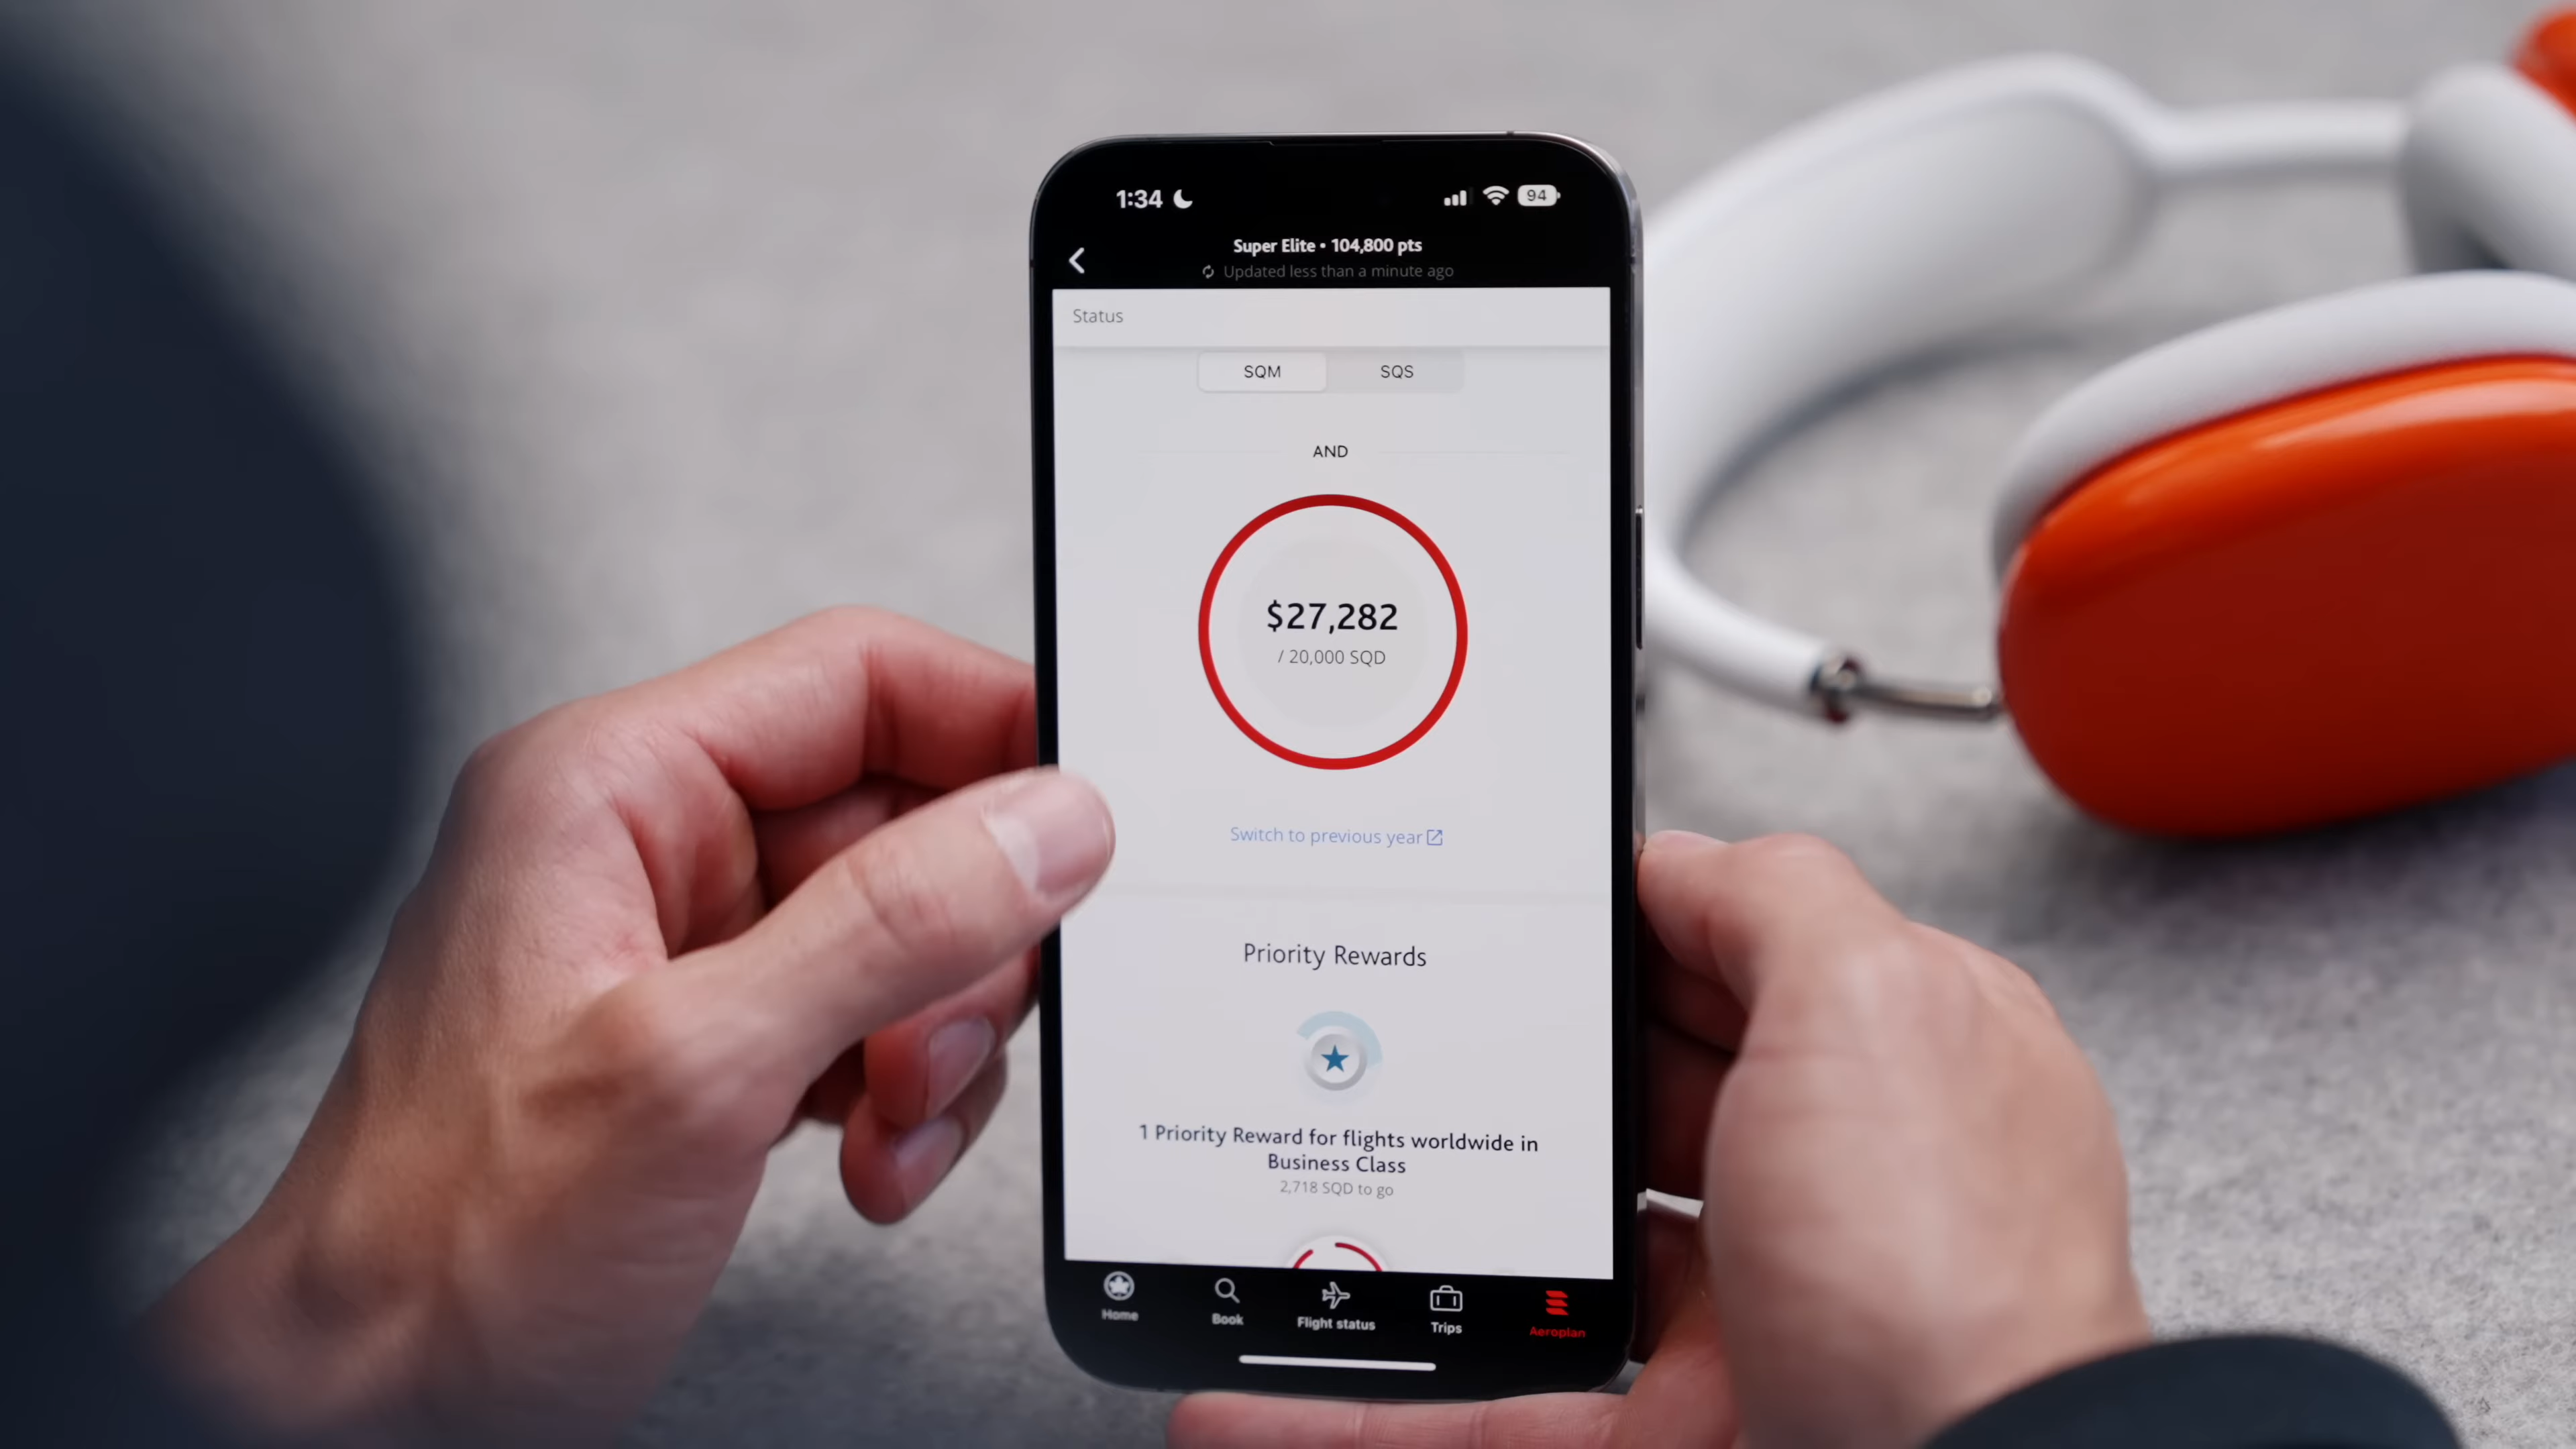 1:34
94
Super Elite • 104,800 pts
Updated less than a minute ago
Status
SQM SQS
AND
$27,282
/ 20,000 SQD
Switch to previous year
Priority Rewards
1 Priority Reward for flights worldwide in
Business Class
2,718 SQD to go
Home Book Flight status Trips Aeroplan